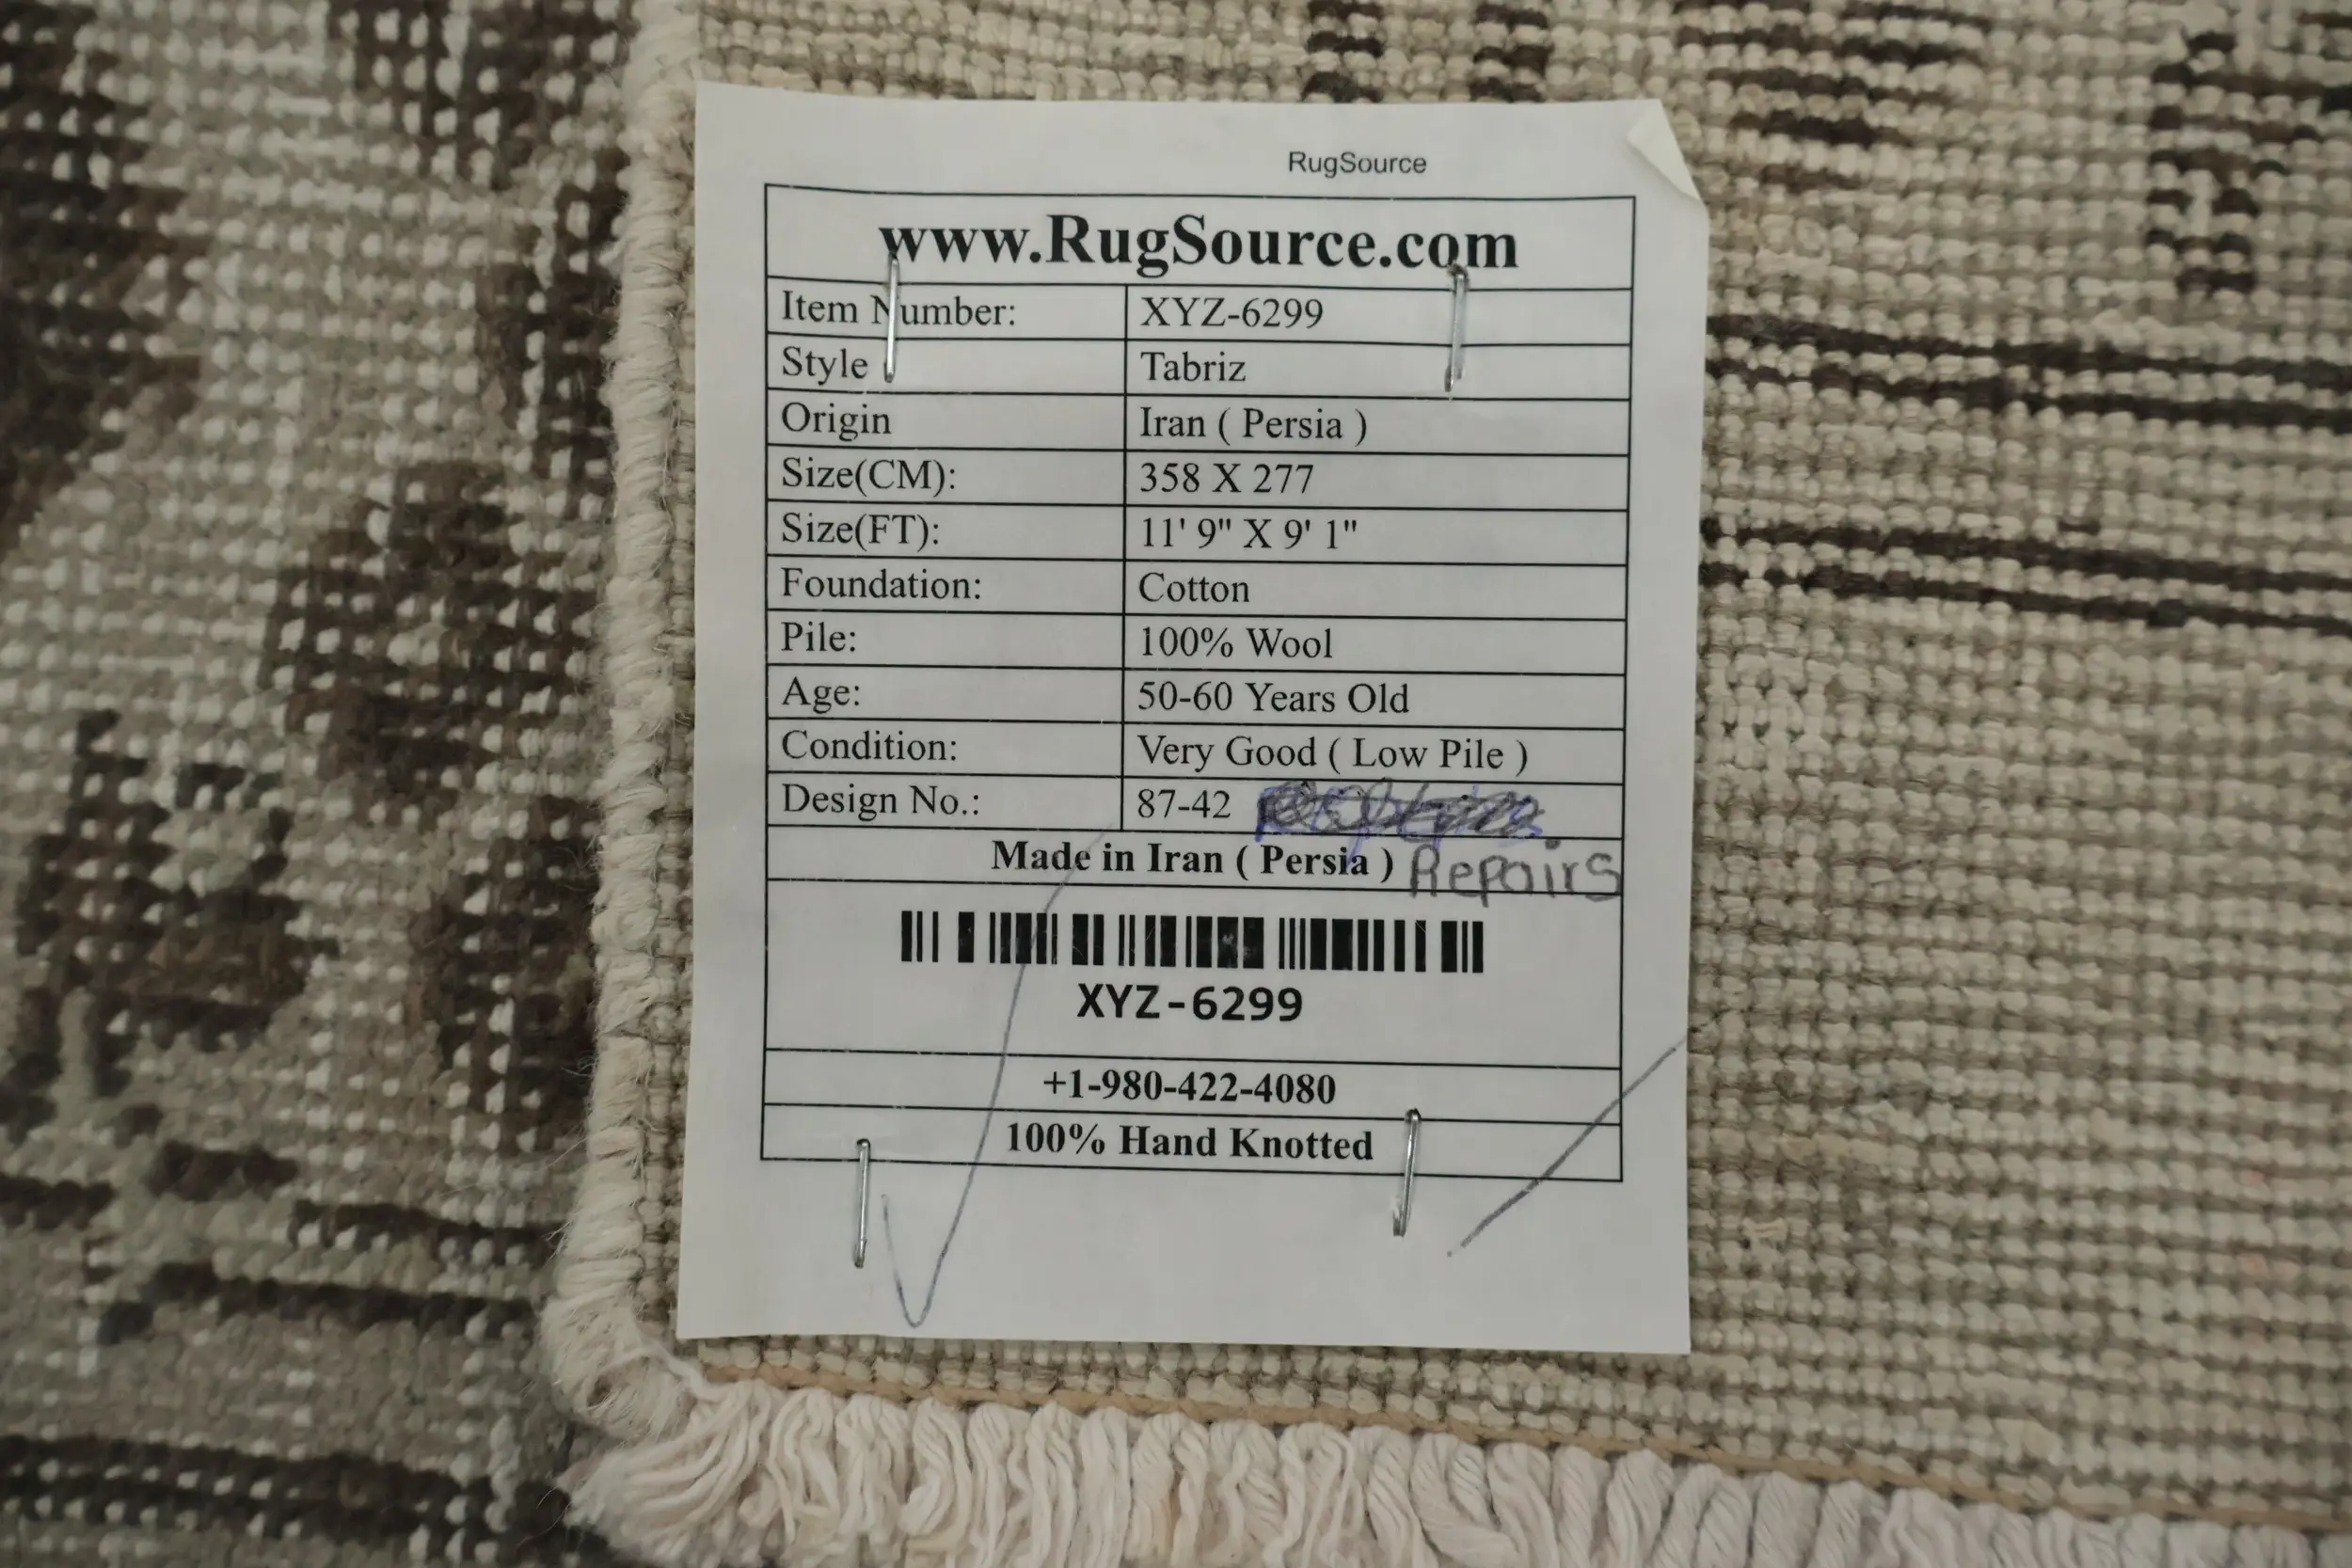 RugSource
www.RugSource.com
Item Number: XYZ-6299
Style Tabriz
Origin Iran ( Persia )
Size(CM): 358 X 277
Size(FT): 11' 9" X 9' 1"
Foundation: Cotton
Pile: 100% Wool
Age: 50-60 Years Old
Condition: Very Good ( Low Pile )
Design No.: 87-42
Made in Iran ( Persia ) Repairs
XYZ-6299
+1-980-422-4080
100% Hand Knotted